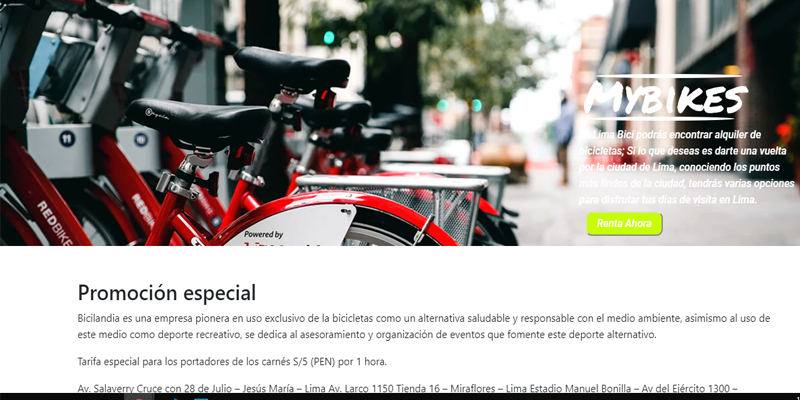 MYBIKES
Lima Bici podrás encontrar alquiler de
bicicletas; Si lo que deseas es darte una vuelta
por la ciudad de Lima, conociendo los puntos
más lindos de la ciudad, tendrás varias opciones
para disfrutar tus días de visita en Lima.
Renta Ahora
REDBIKE
REDBIKE
11
Powered by
Promoción especial
Bicilandia es una empresa pionera en uso exclusivo de la bicicletas como un alternativa saludable y responsable con el medio ambiente, asimismo al uso de
este medio como deporte recreativo, se dedica al asesoramiento y organización de eventos que fomente este deporte alternativo.
Tarifa especial para los portadores de los carnés S/5 (PEN) por 1 hora.
Av. Salaverry Cruce con 28 de Julio – Jesús María – Lima Av. Larco 1150 Tienda 16 – Miraflores – Lima Estadio Manuel Bonilla – Av del Ejército 1300 –